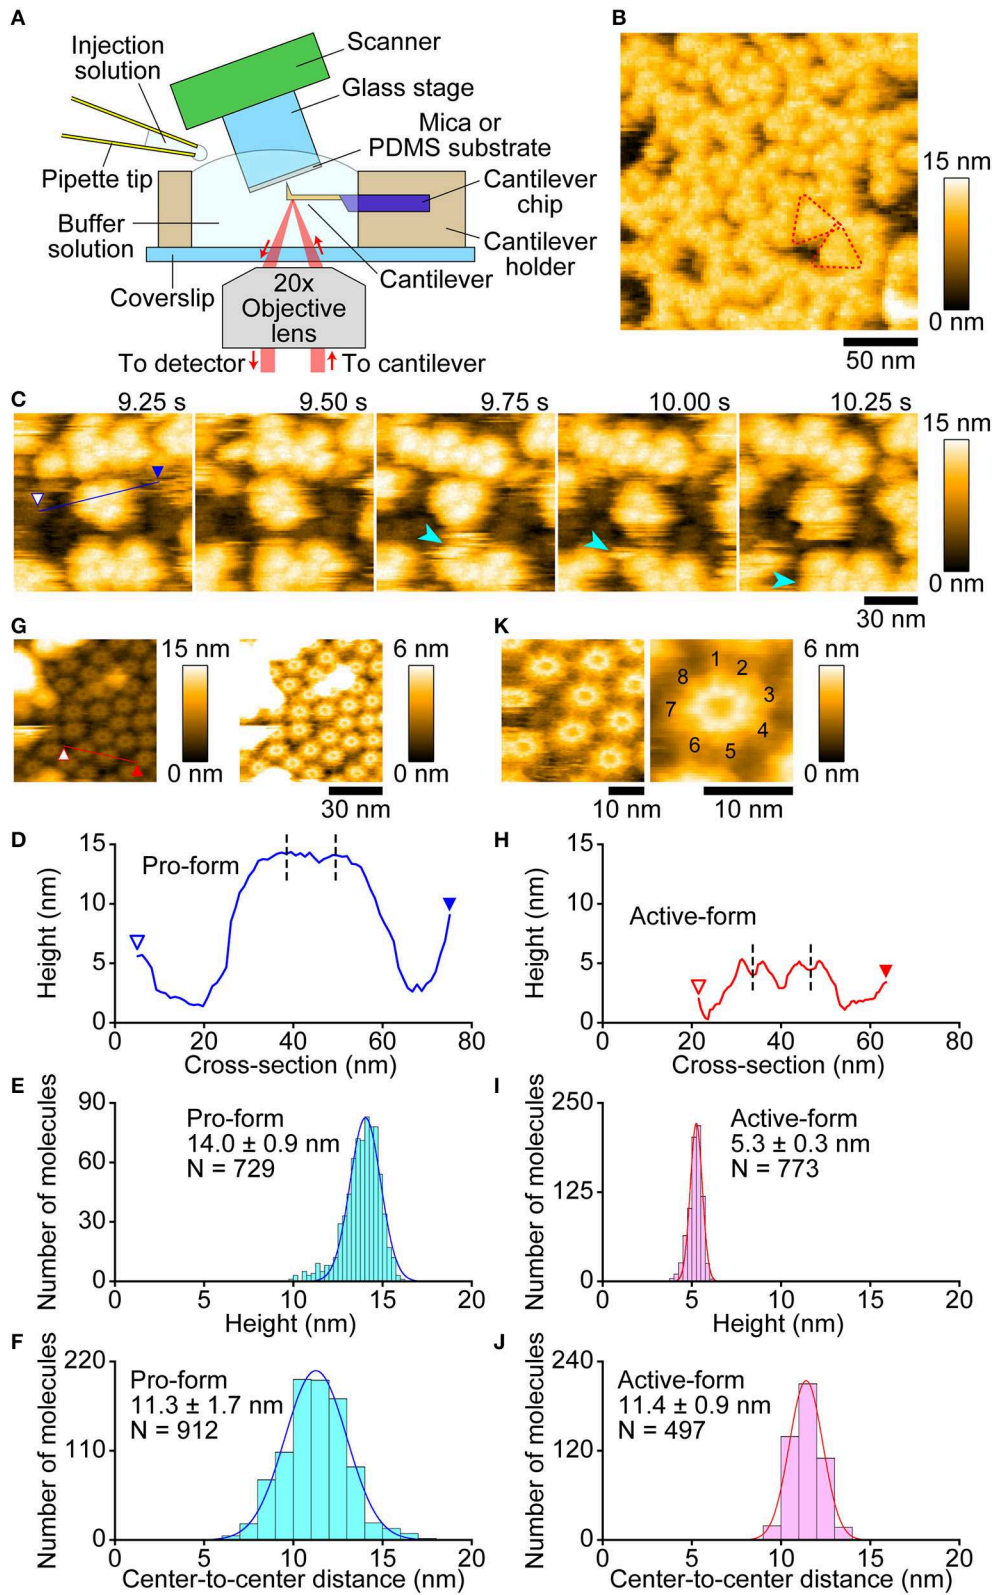 A
Injection
solution
Scanner
Glass stage
Mica or
PDMS substrate
Pipette tip
Cantilever
chip
Buffer
solution
Cantilever
holder
Coverslip
20x
Objective
lens
Cantilever
To detector
To cantilever
B
15 nm
0 nm
50 nm
C
9.25 s
9.50 s
9.75 s
10.00 s
10.25 s
15 nm
0 nm
30 nm
G
15 nm
0 nm
6 nm
0 nm
30 nm
K
1
2
3
4
5
6
7
8
6 nm
0 nm
10 nm
10 nm
D
Pro-form
Height (nm)
15
10
5
0
0 20 40 60 80
Cross-section (nm)
H
Active-form
Height (nm)
15
10
5
0
0 20 40 60 80
Cross-section (nm)
E
Pro-form
14.0 ± 0.9 nm
N = 729
Number of molecules
90
60
30
0
0 5 10 15 20
Height (nm)
I
Active-form
5.3 ± 0.3 nm
N = 773
Number of molecules
250
125
0
0 5 10 15 20
Height (nm)
F
Pro-form
11.3 ± 1.7 nm
N = 912
Number of molecules
220
110
0
0 5 10 15 20
Center-to-center distance (nm)
J
Active-form
11.4 ± 0.9 nm
N = 497
Number of molecules
240
120
0
0 5 10 15 20
Center-to-center distance (nm)